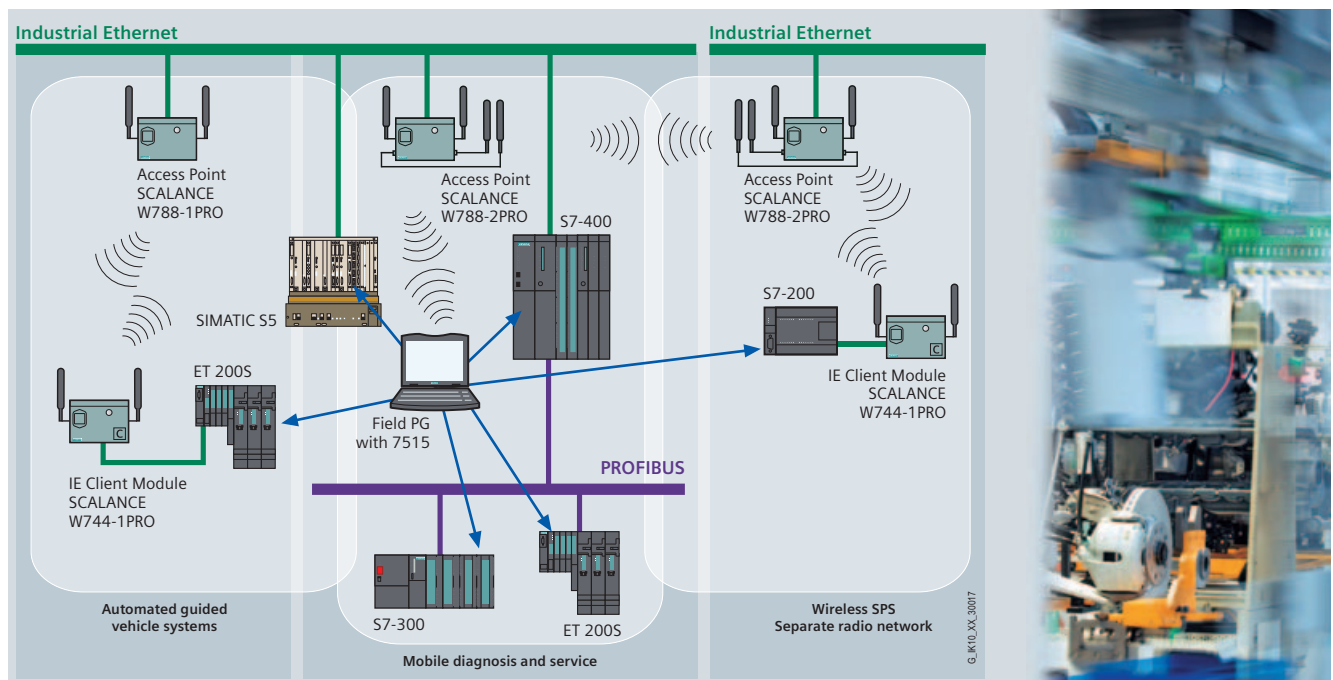 Industrial Ethernet
Industrial Ethernet
Access Point
SCALANCE
W788-1PRO
Access Point
SCALANCE
W788-2PRO
Access Point
SCALANCE
W788-2PRO
S7-400
SIMATIC S5
S7-200
ET 200S
IE Client Module
SCALANCE
W744-1PRO
Field PG
with 7515
IE Client Module
SCALANCE
W744-1PRO
PROFIBUS
S7-300
ET 200S
Automated guided
vehicle systems
Mobile diagnosis and service
Wireless SPS
Separate radio network
G_IK10_XX_30017
C
C